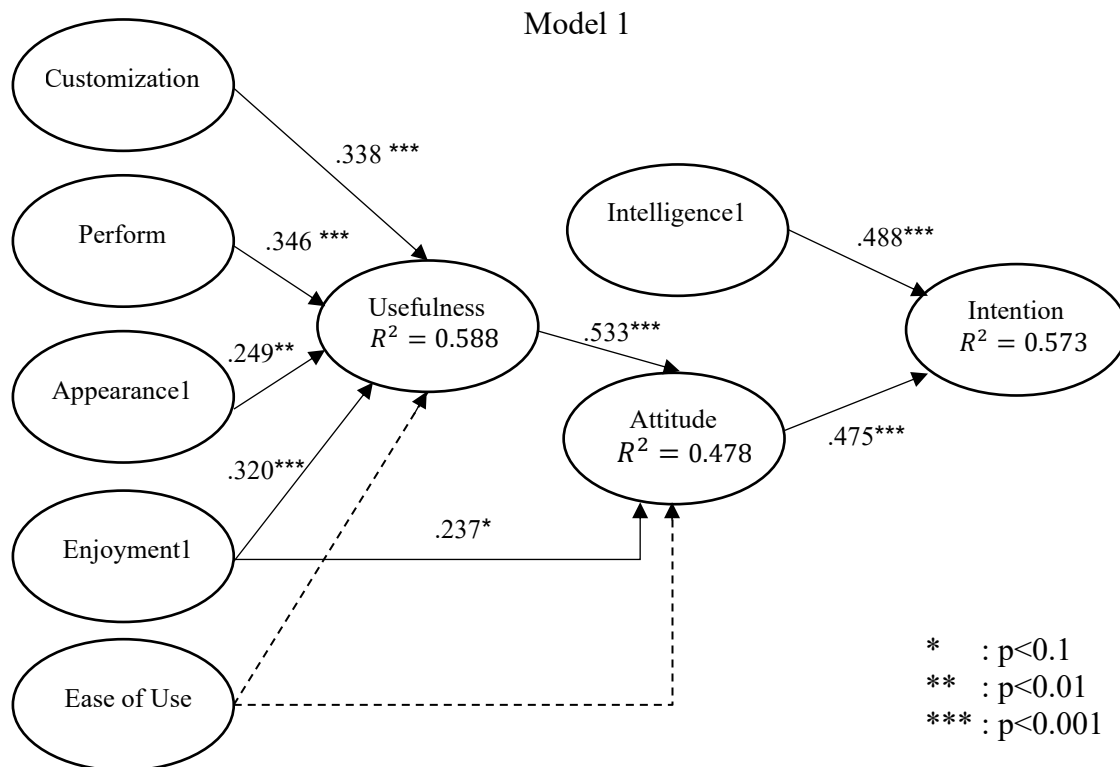 Model 1
Customization
.338 ***
Perform
.346 ***
Intelligence1
.488***
Usefulness
R² = 0.588
Intention
R² = 0.573
.533***
Appearance1
.249**
Attitude
R² = 0.478
.475***
.320***
Enjoyment1
.237*
Ease of Use
* : p<0.1
** : p<0.01
*** : p<0.001